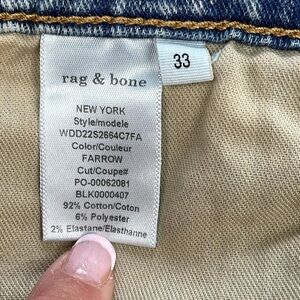 33
rag & bone
NEW YORK
Style/modele
WDD22S2664C7FA
Color/Couleur
FARROW
Cut/Coupe#
PO-00062081
BLK0000407
92% Cotton/Coton
6% Polyester
2% Elastane/Elasthanne